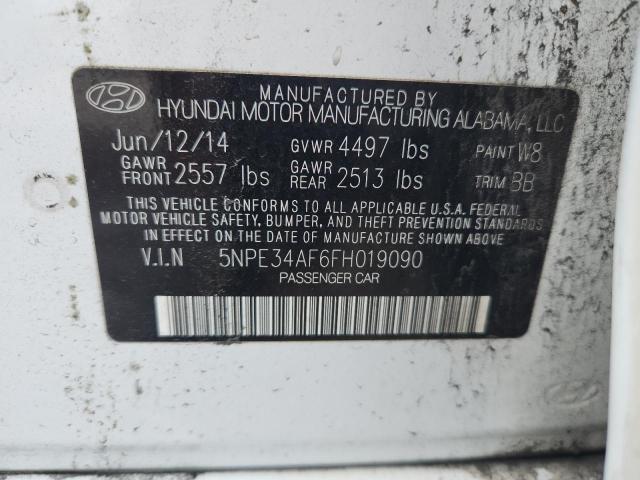 MANUFACTURED BY
HYUNDAI MOTOR MANUFACTURING ALABAMA, LLC
Jun/12/14 GVWR 4497 lbs PAINT W8
GAWR FRONT 2557 lbs GAWR REAR 2513 lbs TRIM BB
THIS VEHICLE CONFORMS TO ALL APPLICABLE U.S.A. FEDERAL
MOTOR VEHICLE SAFETY, BUMPER, AND THEFT PREVENTION STANDARDS
IN EFFECT ON THE DATE OF MANUFACTURE SHOWN ABOVE.
V.I.N 5NPE34AF6FH019090
PASSENGER CAR